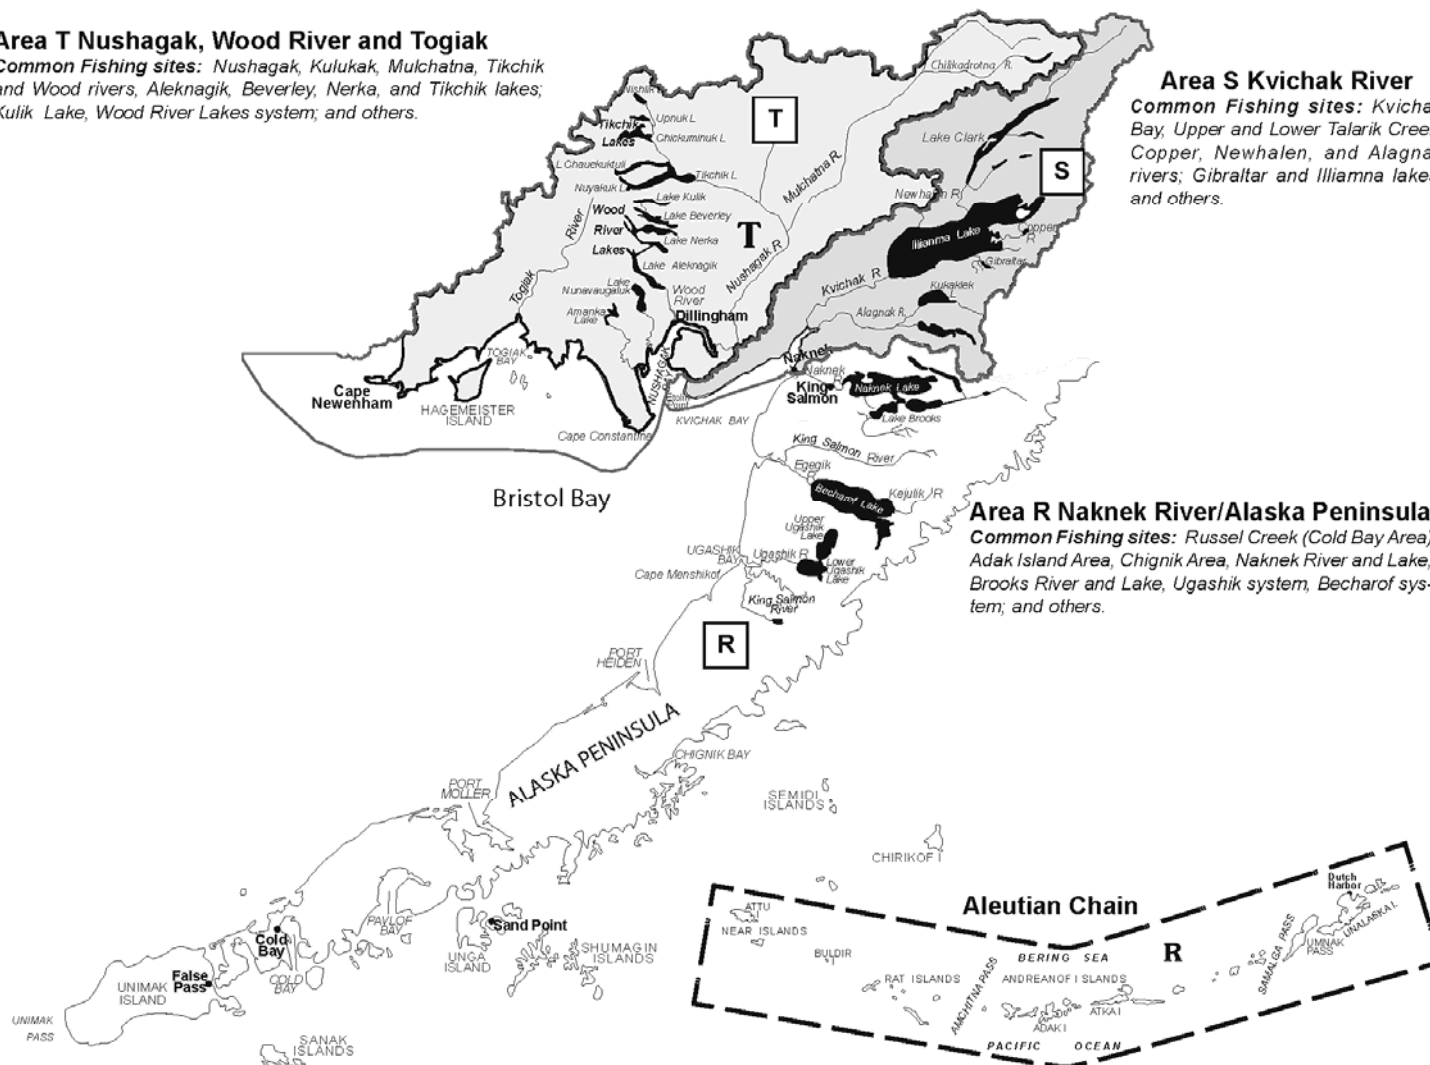 Area T Nushagak, Wood River and Togiak
Common Fishing sites: Nushagak, Kulukak, Mulchatna, Tikchik
and Wood rivers, Aleknagik, Beverley, Nerka, and Tikchik lakes;
Kulik Lake, Wood River Lakes system; and others.
Area S Kvichak River
Common Fishing sites: Kvicha
Bay, Upper and Lower Talarik Cree
Copper, Newhalen, and Alagna
rivers; Gibraltar and Illiamna lake
and others.
Chilikadrotna R.
T
S
Nishlik L
Upnuk L
Tikchik
Lakes
Chickuminuk L
L Chauekuktuli
Tikchik L
Nuyakuk L
Lake Kulik
Wood
River
Lakes
Lake Beverley
Lake Nerka
Lake Aleknagik
T
Mulchatna R.
Nushagak R
Togiak River
Lake
Nunavaugaluk
Wood
River
Amanka
Lake
Dillingham
Lake Clark
Newhalen R
Illiamna Lake
Copper
R
Gibraltar
Kvichak R
Kukaklek
L
Alagnak R.
TOGIAK
BAY
Cape
Newenham
HAGEMEISTER
ISLAND
NUSHAGAK
BAY
Etolin
Point
Cape Constantine
KVICHAK BAY
Naknek
Naknek
R
King
Salmon
Naknek Lake
Lake Brooks
King Salmon River
Egegik
R
Becharof Lake
Kejulik R
Bristol Bay
Area R Naknek River/Alaska Peninsula
Common Fishing sites: Russel Creek (Cold Bay Area)
Adak Island Area, Chignik Area, Naknek River and Lake,
Brooks River and Lake, Ugashik system, Becharof sys-
tem; and others.
Upper
Ugashik
Lake
UGASHIK
BAY
Ugashik R
Lower
Ugashik
Lake
Cape Menshikof
King Salmon
River
R
PORT
HEIDEN
ALASKA PENINSULA
CHIGNIK BAY
PORT
MOLLER
SEMIDI
ISLANDS
CHIRIKOF I
PAVLOF
BAY
Sand Point
UNGA
ISLAND
SHUMAGIN
ISLANDS
Cold
Bay
COLD
BAY
False
Pass
UNIMAK
ISLAND
UNIMAK
PASS
SANAK
ISLANDS
Aleutian Chain
Dutch
Harbor
ATTU
I
NEAR ISLANDS
BULDIR
I
RAT ISLANDS
AMCHITNA PASS
BERING SEA
R
ANDREANOF ISLANDS
ADAK I
ATKA I
SAMALGA PASS
UMNAK
PASS
UNALASKA I.
PACIFIC OCEAN